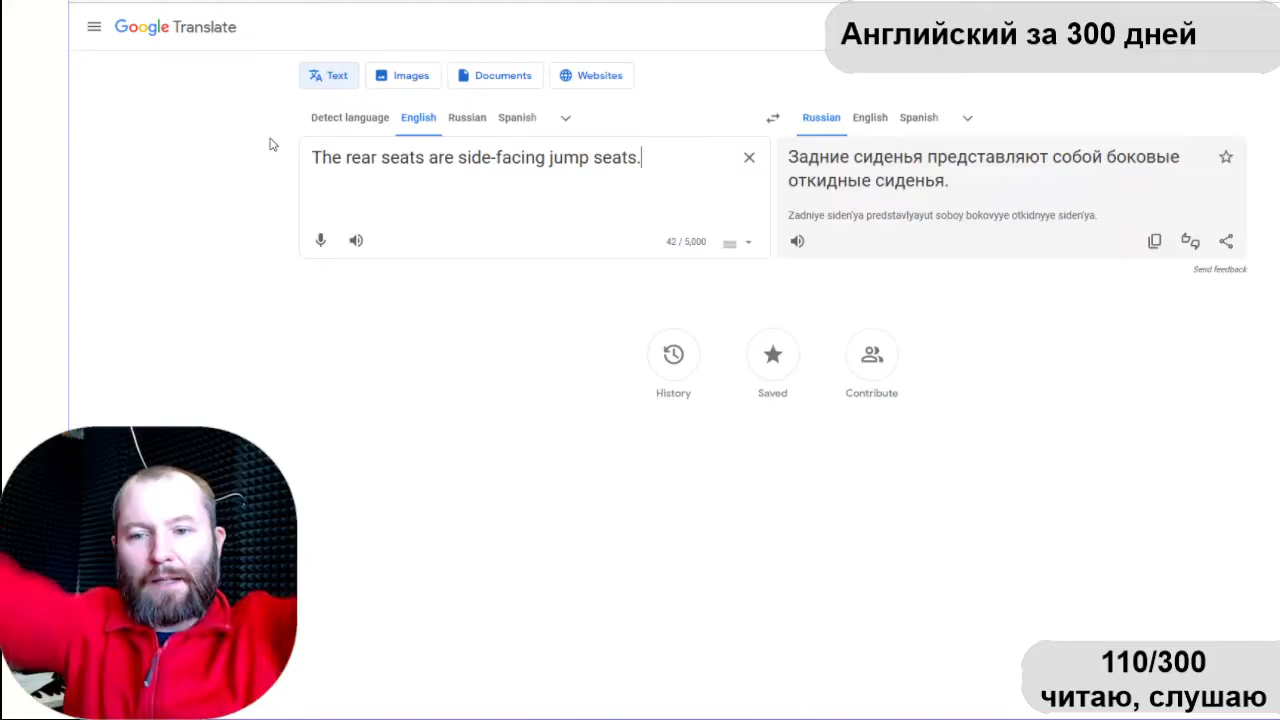 Google Translate
Английский за 300 дней
Text
Images
Documents
Websites
Detect language
English
Russian
Spanish
Russian
English
Spanish
The rear seats are side-facing jump seats.
Задние сиденья представляют собой боковые
откидные сиденья.
Zadniye siden'ya predstavlyayut soboy bokovyye otkidnyye siden'ya.
42 / 5,000
Send feedback
History
Saved
Contribute
110/300
читаю, слушаю